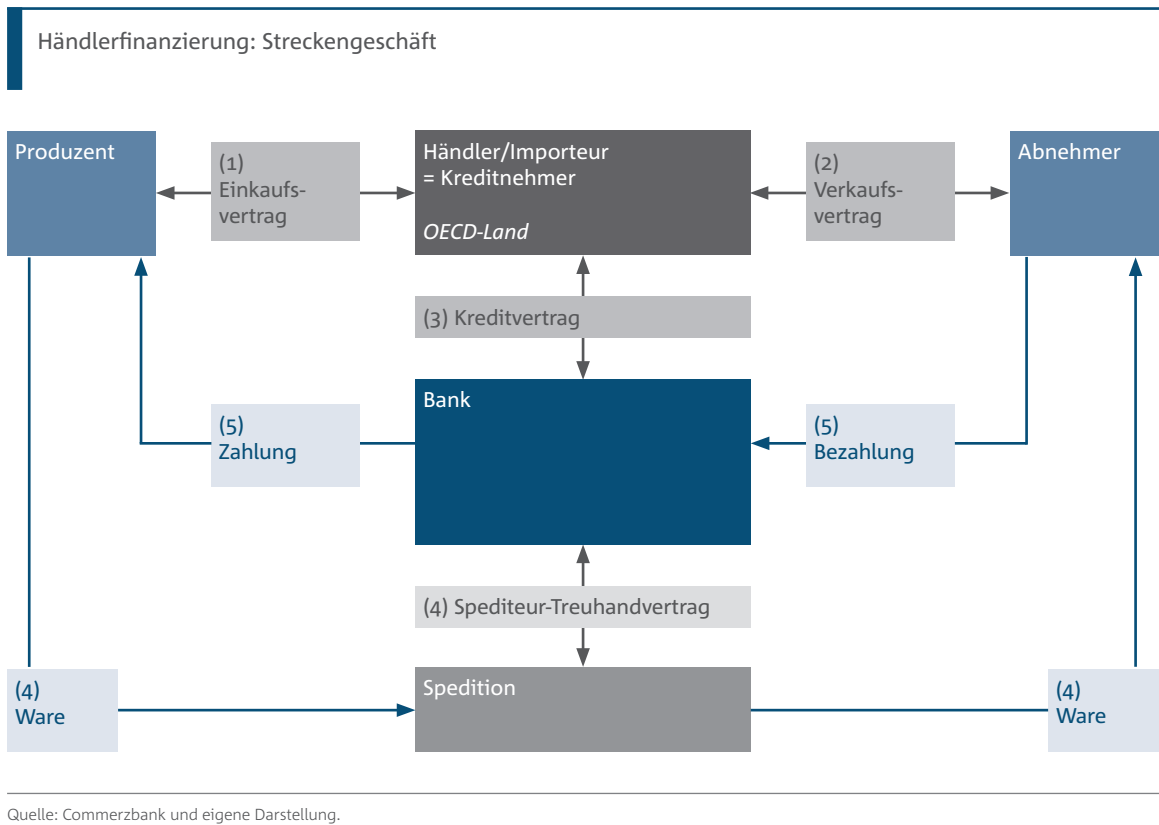 Händlerfinanzierung: Streckengeschäft
Produzent
(1)
Einkaufs-
vertrag
Händler/Importeur
= Kreditnehmer
OECD-Land
(2)
Verkaufs-
vertrag
Abnehmer
(3) Kreditvertrag
(5)
Zahlung
Bank
(5)
Bezahlung
(4) Spediteur-Treuhandvertrag
(4)
Ware
Spedition
(4)
Ware
Quelle: Commerzbank und eigene Darstellung.